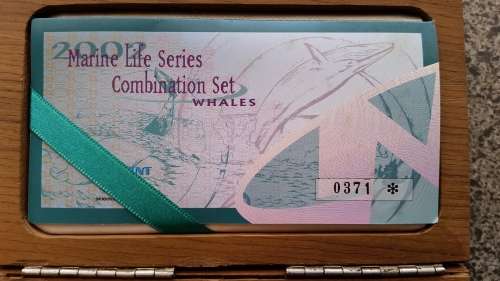 2002
Marine Life Series
Combination Set
WHALES
0371 *